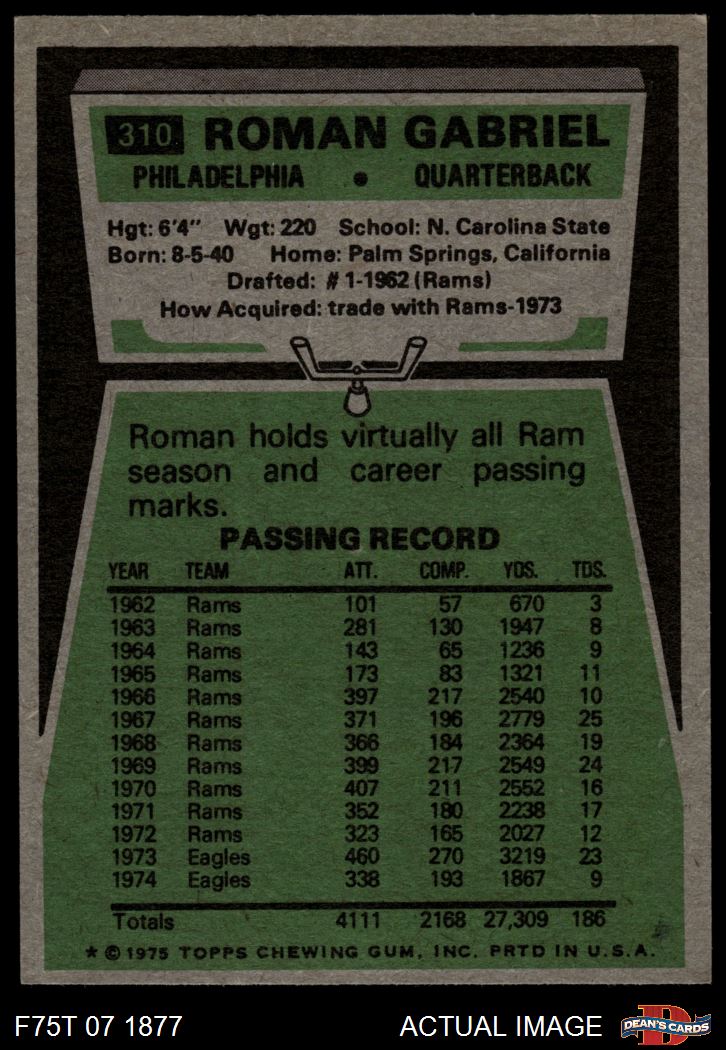 310 ROMAN GABRIEL
PHILADELPHIA • QUARTERBACK
Hgt: 6'4" Wgt: 220 School: N. Carolina State
Born: 8-5-40 Home: Palm Springs, California
Drafted: #1-1962 (Rams)
How Acquired: trade with Rams-1973
Roman holds virtually all Ram
season and career passing
marks.
PASSING RECORD
YEAR TEAM ATT. COMP. YDS. TDS.
1962 Rams 101 57 670 3
1963 Rams 281 130 1947 8
1964 Rams 143 65 1236 9
1965 Rams 173 83 1321 11
1966 Rams 397 217 2540 10
1967 Rams 371 196 2779 25
1968 Rams 366 184 2364 19
1969 Rams 399 217 2549 24
1970 Rams 407 211 2552 16
1971 Rams 352 180 2238 17
1972 Rams 323 165 2027 12
1973 Eagles 460 270 3219 23
1974 Eagles 338 193 1867 9
Totals 4111 2168 27,309 186
* © 1975 TOPPS CHEWING GUM, INC. PRTD IN U.S.A.
F75T 07 1877 ACTUAL IMAGE D DEAN'S CARDS